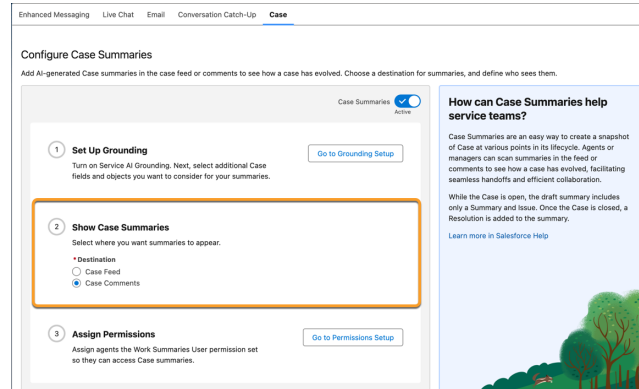 Enhanced Messaging Live Chat Email Conversation Catch-Up Case
Configure Case Summaries
Add AI-generated Case summaries in the case feed or comments to see how a case has evolved. Choose a destination for summaries, and define who sees them.
Case Summaries
Active
1 Set Up Grounding
Turn on Service AI Grounding. Next, select additional Case
fields and objects you want to consider for your summaries.
Go to Grounding Setup
2 Show Case Summaries
Select where you want summaries to appear.
* Destination
Case Feed
Case Comments
3 Assign Permissions
Assign agents the Work Summaries User permission set
so they can access Case summaries.
Go to Permissions Setup
How can Case Summaries help
service teams?
Case Summaries are an easy way to create a snapshot
of Case at various points in its lifecycle. Agents or
managers can scan summaries in the feed or
comments to see how a case has evolved, facilitating
seamless handoffs and efficient collaboration.
While the Case is open, the draft summary includes
only a Summary and Issue. Once the Case is closed, a
Resolution is added to the summary.
Learn more in Salesforce Help